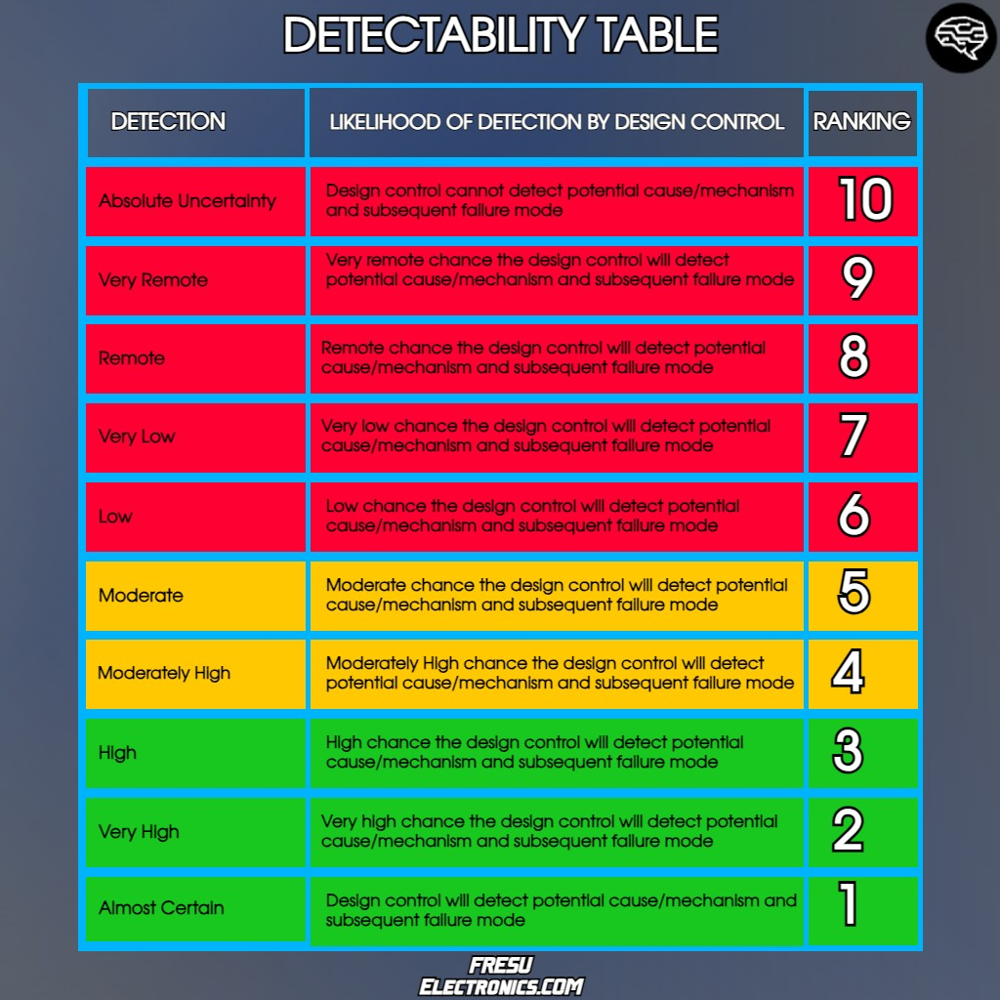 DETECTABILITY TABLE
DETECTION
LIKELIHOOD OF DETECTION BY DESIGN CONTROL
RANKING
Absolute Uncertainty
Design control cannot detect potential cause/mechanism
and subsequent failure mode
10
Very Remote
Very remote chance the design control will detect
potential cause/mechanism and subsequent failure mode
9
Remote
Remote chance the design control will detect potential
cause/mechanism and subsequent failure mode
8
Very Low
Very low chance the design control will detect potential
cause/mechanism and subsequent failure mode
7
Low
Low chance the design control will detect potential
cause/mechanism and subsequent failure mode
6
Moderate
Moderate chance the design control will detect potential
cause/mechanism and subsequent failure mode
5
Moderately High
Moderately High chance the design control will detect
potential cause/mechanism and subsequent failure mode
4
High
High chance the design control will detect potential
cause/mechanism and subsequent failure mode
3
Very High
Very high chance the design control will detect potential
cause/mechanism and subsequent failure mode
2
Almost Certain
Design control will detect potential cause/mechanism and
subsequent failure mode
1
FRESU
ELECTRONICS.COM